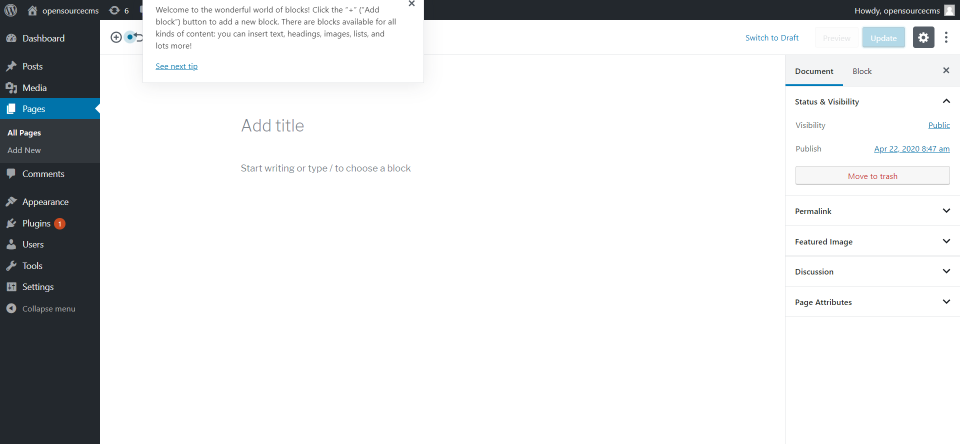 opensourcecms
6
Howdy, opensourcecms
Dashboard
Posts
Media
Pages
All Pages
Add New
Comments
Appearance
Plugins 1
Users
Tools
Settings
Collapse menu
Welcome to the wonderful world of blocks! Click the "+" ("Add
block") button to add a new block. There are blocks available for all
kinds of content: you can insert text, headings, images, lists, and
lots more!
See next tip
Switch to Draft
Preview
Update
Add title
Start writing or type / to choose a block
Document
Block
Status & Visibility
Visibility
Public
Publish
Apr 22, 2020 8:47 am
Move to trash
Permalink
Featured Image
Discussion
Page Attributes